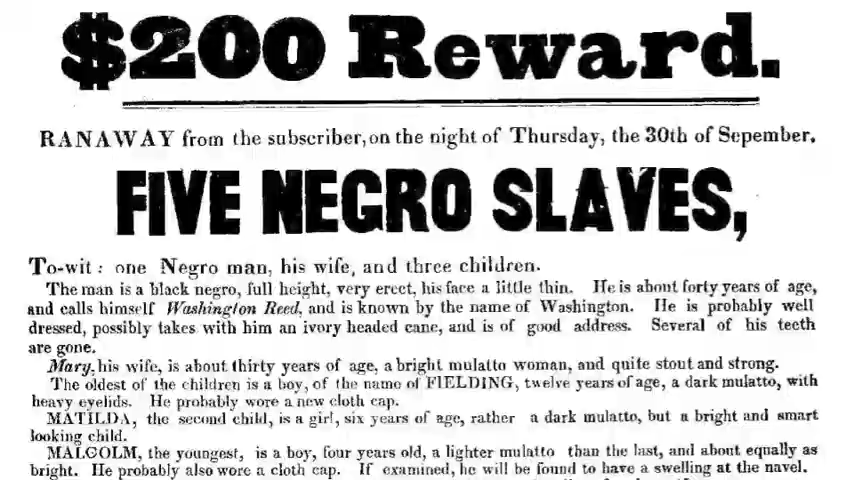 $200 Reward.
RANAWAY from the subscriber, on the night of Thursday, the 30th of Sepember.
FIVE NEGRO SLAVES,
To-wit : one Negro man, his wife, and three children.
The man is a black negro, full height, very erect, his face a little thin. He is about forty years of age,
and calls himself Washington Reed, and is known by the name of Washington. He is probably well
dressed, possibly takes with him an ivory headed cane, and is of good address. Several of his teeth
are gone.
Mary, his wife, is about thirty years of age, a bright mulatto woman, and quite stout and strong.
The oldest of the children is a boy, of the name of FIELDING, twelve years of age, a dark mulatto, with
heavy eyelids. He probably wore a new cloth cap.
MATILDA, the second child, is a girl, six years of age, rather a dark mulatto, but a bright and smart
looking child.
MALCOLM, the youngest, is a boy, four years old, a lighter mulatto than the last, and about equally as
bright. He probably also wore a cloth cap. If examined, he will be found to have a swelling at the navel.